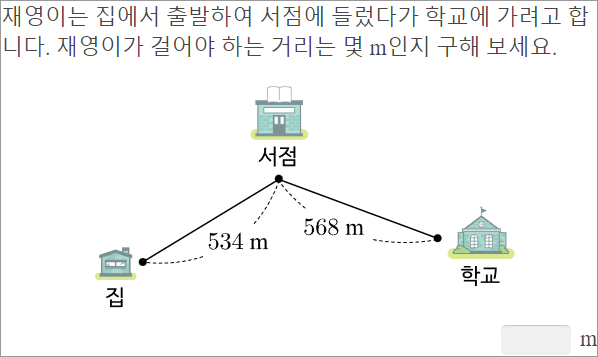 재영이는 집에서 출발하여 서점에 들렀다가 학교에 가려고 합
니다. 재영이가 걸어야 하는 거리는 몇 m인지 구해 보세요.
서점
534 m
568 m
집
학교
m